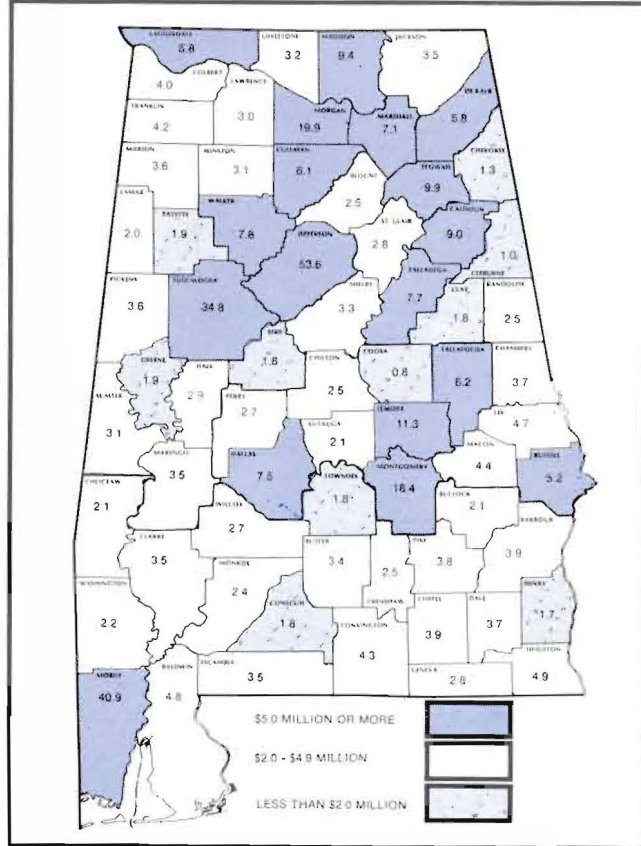 LAUDERDALE
5.8
LIMESTONE
3.2
MADISON
9.4
JACKSON
3.5
COLBERT
4.0
LAWRENCE
3.0
FRANKLIN
4.2
MORGAN
19.9
MARSHALL
7.1
DE KALB
5.8
CHEROKEE
1.3
MARION
3.6
WINSTON
3.1
CULLMAN
6.1
BLOUNT
2.5
ETOWAH
9.9
LAMAR
2.0
FAYETTE
1.9
WALKER
7.8
JEFFERSON
53.6
ST. CLAIR
2.8
CALHOUN
9.0
CLEBURNE
1.0
PICKENS
3.6
TUSCALOOSA
34.8
SHELBY
3.3
TALLADEGA
7.7
CLAY
1.8
RANDOLPH
2.5
GREENE
1.9
HALE
2.9
BIBB
1.8
CHILTON
2.5
COOSA
0.8
TALLAPOOSA
6.2
CHAMBERS
3.7
SUMTER
3.1
PERRY
2.7
AUTAUGA
2.1
ELMORE
11.3
LEE
4.7
MARENGO
3.5
DALLAS
7.5
LOWNDES
1.8
MONTGOMERY
18.4
MACON
4.4
RUSSELL
5.2
CHOCTAW
2.1
WILCOX
2.7
BULLOCK
2.1
BARBOUR
3.9
CLARKE
3.5
MONROE
2.4
BUTLER
3.4
CRENSHAW
2.5
PIKE
3.8
HENRY
1.7
WASHINGTON
2.2
CONECUH
1.8
COVINGTON
4.3
COFFEE
3.9
DALE
3.7
MOBILE
40.9
BALDWIN
4.8
ESCAMBIA
3.5
GENEVA
2.8
HOUSTON
4.9
$5.0 MILLION OR MORE
$2.0 - $4.9 MILLION
LESS THAN $2.0 MILLION